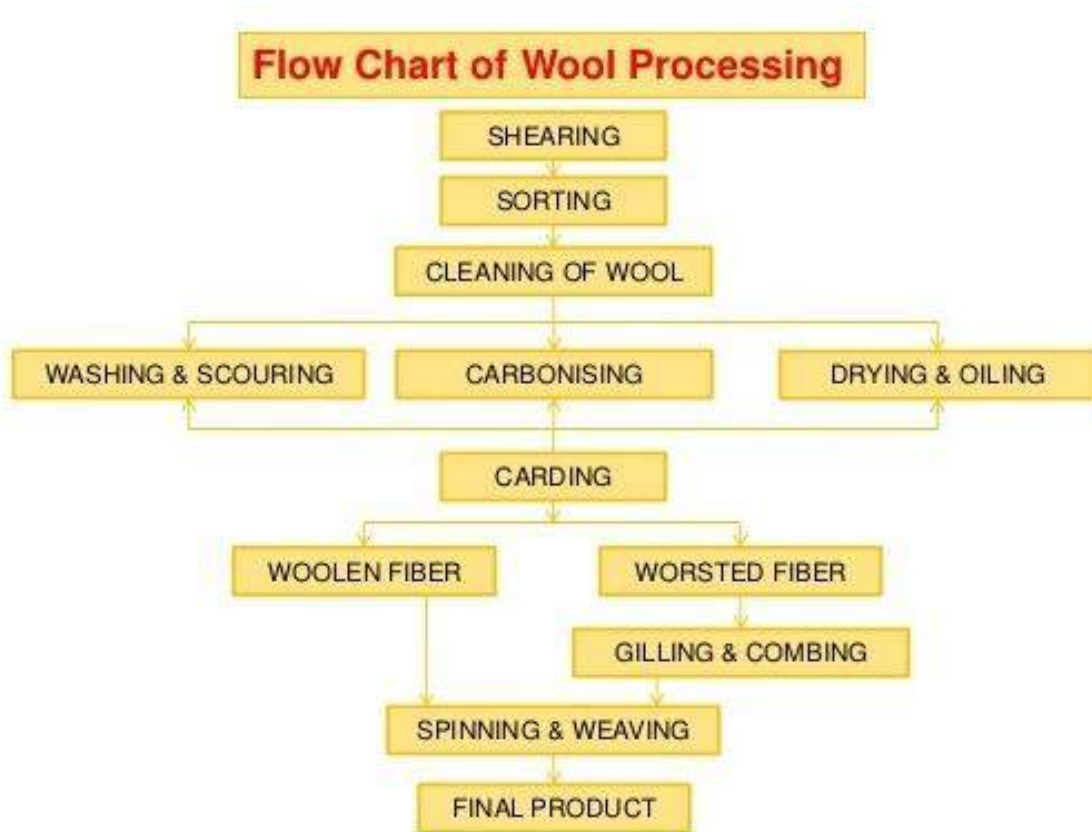 Flow Chart of Wool Processing
SHEARING
SORTING
CLEANING OF WOOL
WASHING & SCOURING
CARBONISING
DRYING & OILING
CARDING
WOOLEN FIBER
WORSTED FIBER
GILLING & COMBING
SPINNING & WEAVING
FINAL PRODUCT